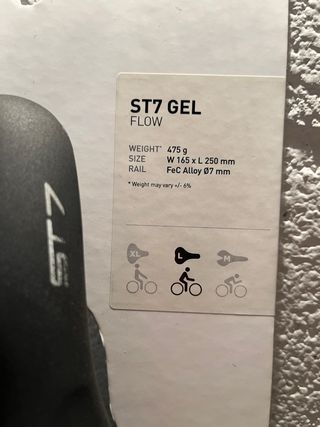 ST7 GEL
FLOW
WEIGHT* 475 g
SIZE W 165 x L 250 mm
RAIL FeC Alloy Ø7 mm
* Weight may vary +/- 6%
XL L M
ST7